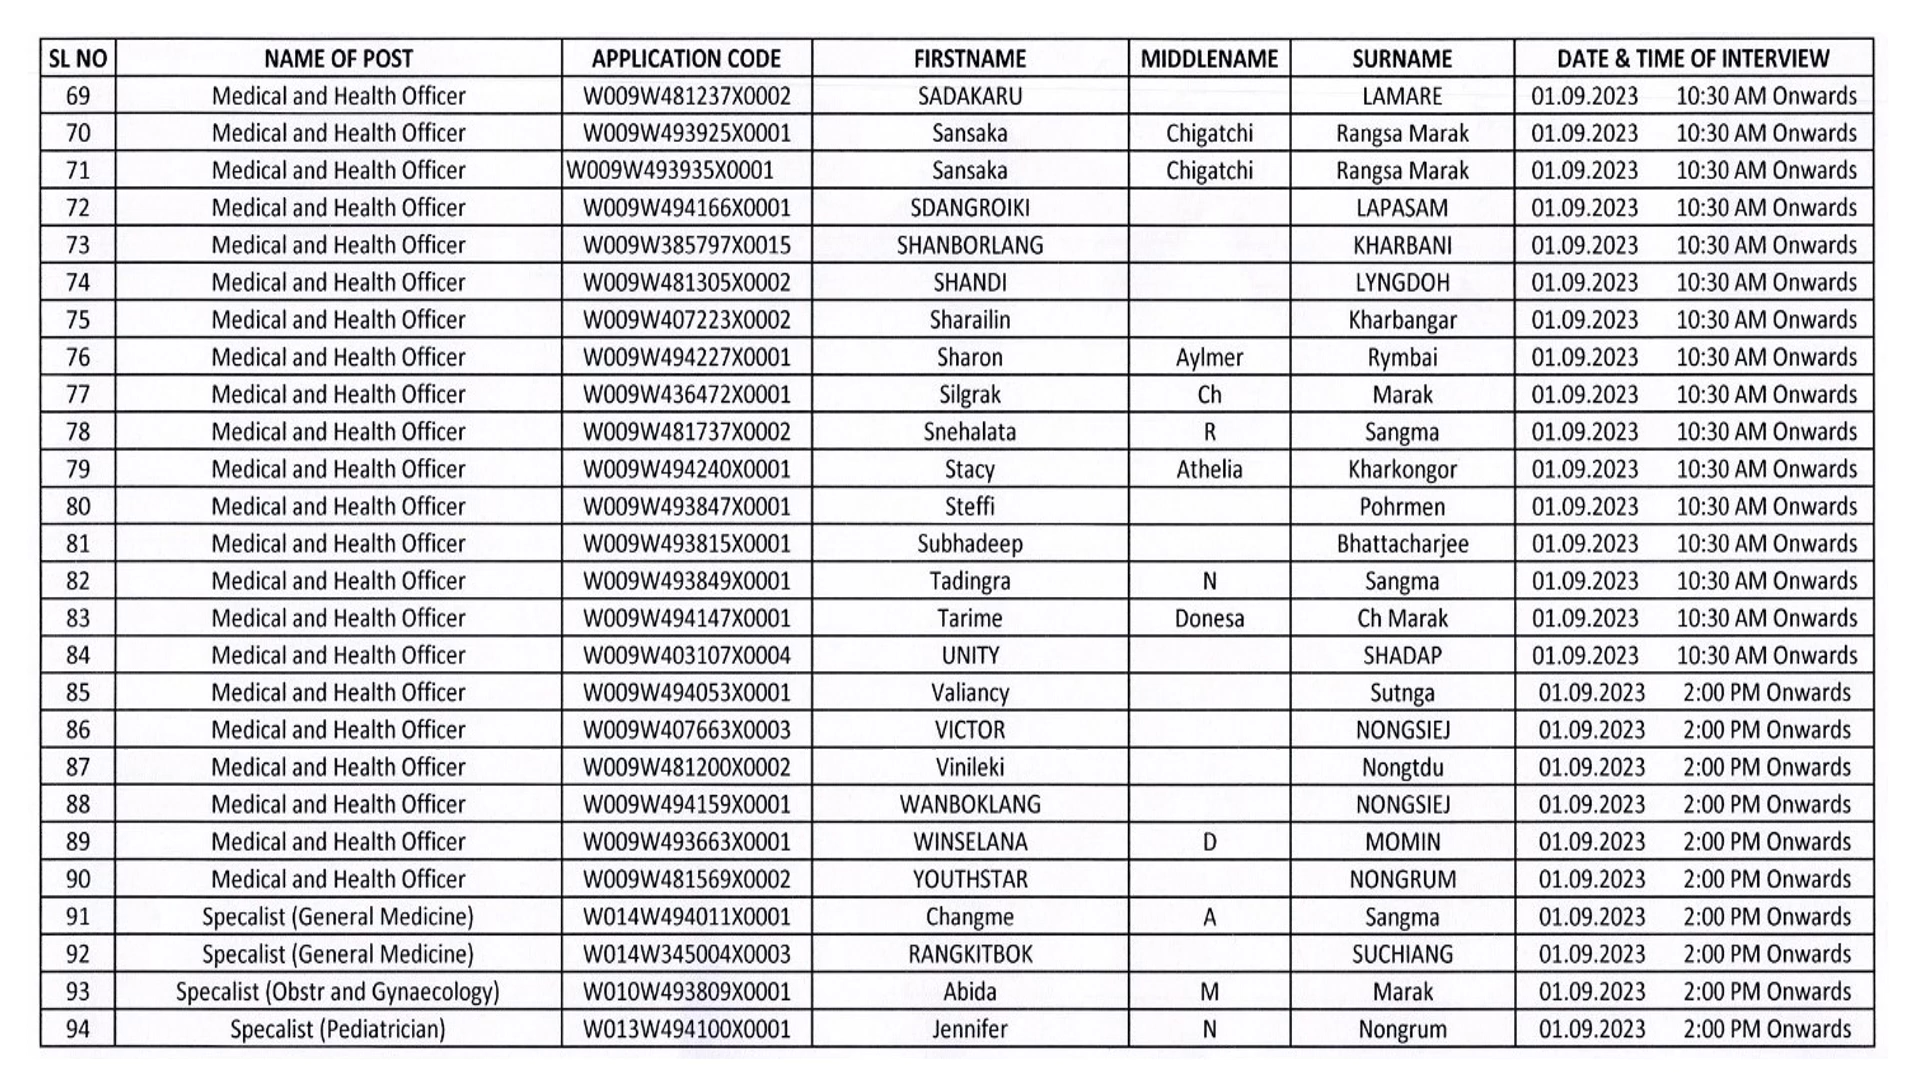 SL NO NAME OF POST APPLICATION CODE FIRSTNAME MIDDLENAME SURNAME DATE & TIME OF INTERVIEW
69 Medical and Health Officer W009W481237X0002 SADAKARU LAMARE 01.09.2023 10:30 AM Onwards
70 Medical and Health Officer W009W493925X0001 Sansaka Chigatchi Rangsa Marak 01.09.2023 10:30 AM Onwards
71 Medical and Health Officer W009W493935X0001 Sansaka Chigatchi Rangsa Marak 01.09.2023 10:30 AM Onwards
72 Medical and Health Officer W009W494166X0001 SDANGROIKI LAPASAM 01.09.2023 10:30 AM Onwards
73 Medical and Health Officer W009W385797X0015 SHANBORLANG KHARBANI 01.09.2023 10:30 AM Onwards
74 Medical and Health Officer W009W481305X0002 SHANDI LYNGDOH 01.09.2023 10:30 AM Onwards
75 Medical and Health Officer W009W407223X0002 Sharailin Kharbangar 01.09.2023 10:30 AM Onwards
76 Medical and Health Officer W009W494227X0001 Sharon Aylmer Rymbai 01.09.2023 10:30 AM Onwards
77 Medical and Health Officer W009W436472X0001 Silgrak Ch Marak 01.09.2023 10:30 AM Onwards
78 Medical and Health Officer W009W481737X0002 Snehalata R Sangma 01.09.2023 10:30 AM Onwards
79 Medical and Health Officer W009W494240X0001 Stacy Athelia Kharkongor 01.09.2023 10:30 AM Onwards
80 Medical and Health Officer W009W493847X0001 Steffi Pohrmen 01.09.2023 10:30 AM Onwards
81 Medical and Health Officer W009W493815X0001 Subhadeep Bhattacharjee 01.09.2023 10:30 AM Onwards
82 Medical and Health Officer W009W493849X0001 Tadingra N Sangma 01.09.2023 10:30 AM Onwards
83 Medical and Health Officer W009W494147X0001 Tarime Donesa Ch Marak 01.09.2023 10:30 AM Onwards
84 Medical and Health Officer W009W403107X0004 UNITY SHADAP 01.09.2023 10:30 AM Onwards
85 Medical and Health Officer W009W494053X0001 Valiancy Sutnga 01.09.2023 2:00 PM Onwards
86 Medical and Health Officer W009W407663X0003 VICTOR NONGSIEJ 01.09.2023 2:00 PM Onwards
87 Medical and Health Officer W009W481200X0002 Vinileki Nongtdu 01.09.2023 2:00 PM Onwards
88 Medical and Health Officer W009W494159X0001 WANBOKLANG NONGSIEJ 01.09.2023 2:00 PM Onwards
89 Medical and Health Officer W009W493663X0001 WINSELANA D MOMIN 01.09.2023 2:00 PM Onwards
90 Medical and Health Officer W009W481569X0002 YOUTHSTAR NONGRUM 01.09.2023 2:00 PM Onwards
91 Specalist (General Medicine) W014W494011X0001 Changme A Sangma 01.09.2023 2:00 PM Onwards
92 Specalist (General Medicine) W014W345004X0003 RANGKITBOK SUCHIANG 01.09.2023 2:00 PM Onwards
93 Specalist (Obstr and Gynaecology) W010W493809X0001 Abida M Marak 01.09.2023 2:00 PM Onwards
94 Specalist (Pediatrician) W013W494100X0001 Jennifer N Nongrum 01.09.2023 2:00 PM Onwards